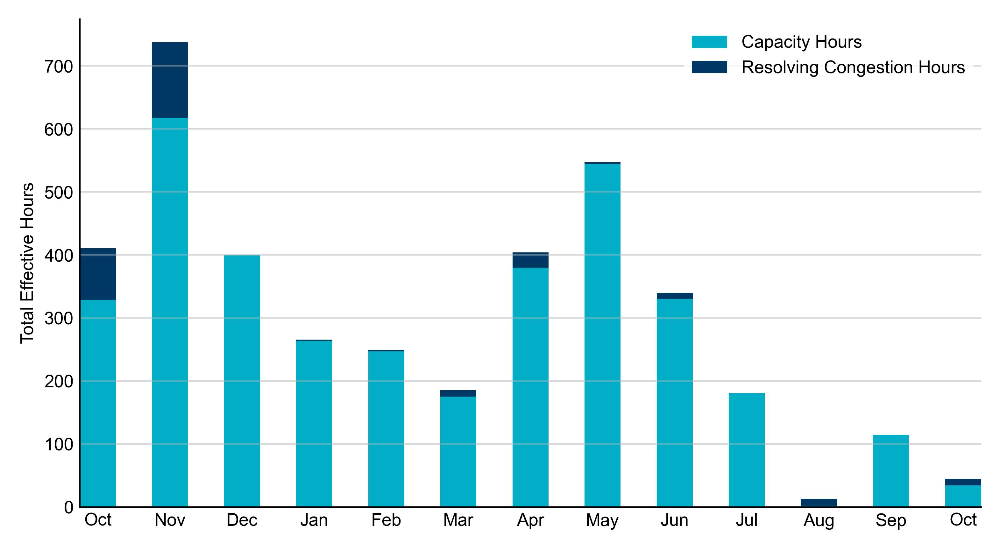 Capacity Hours
Resolving Congestion Hours
Total Effective Hours
700
600
500
400
300
200
100
0
Oct Nov Dec Jan Feb Mar Apr May Jun Jul Aug Sep Oct